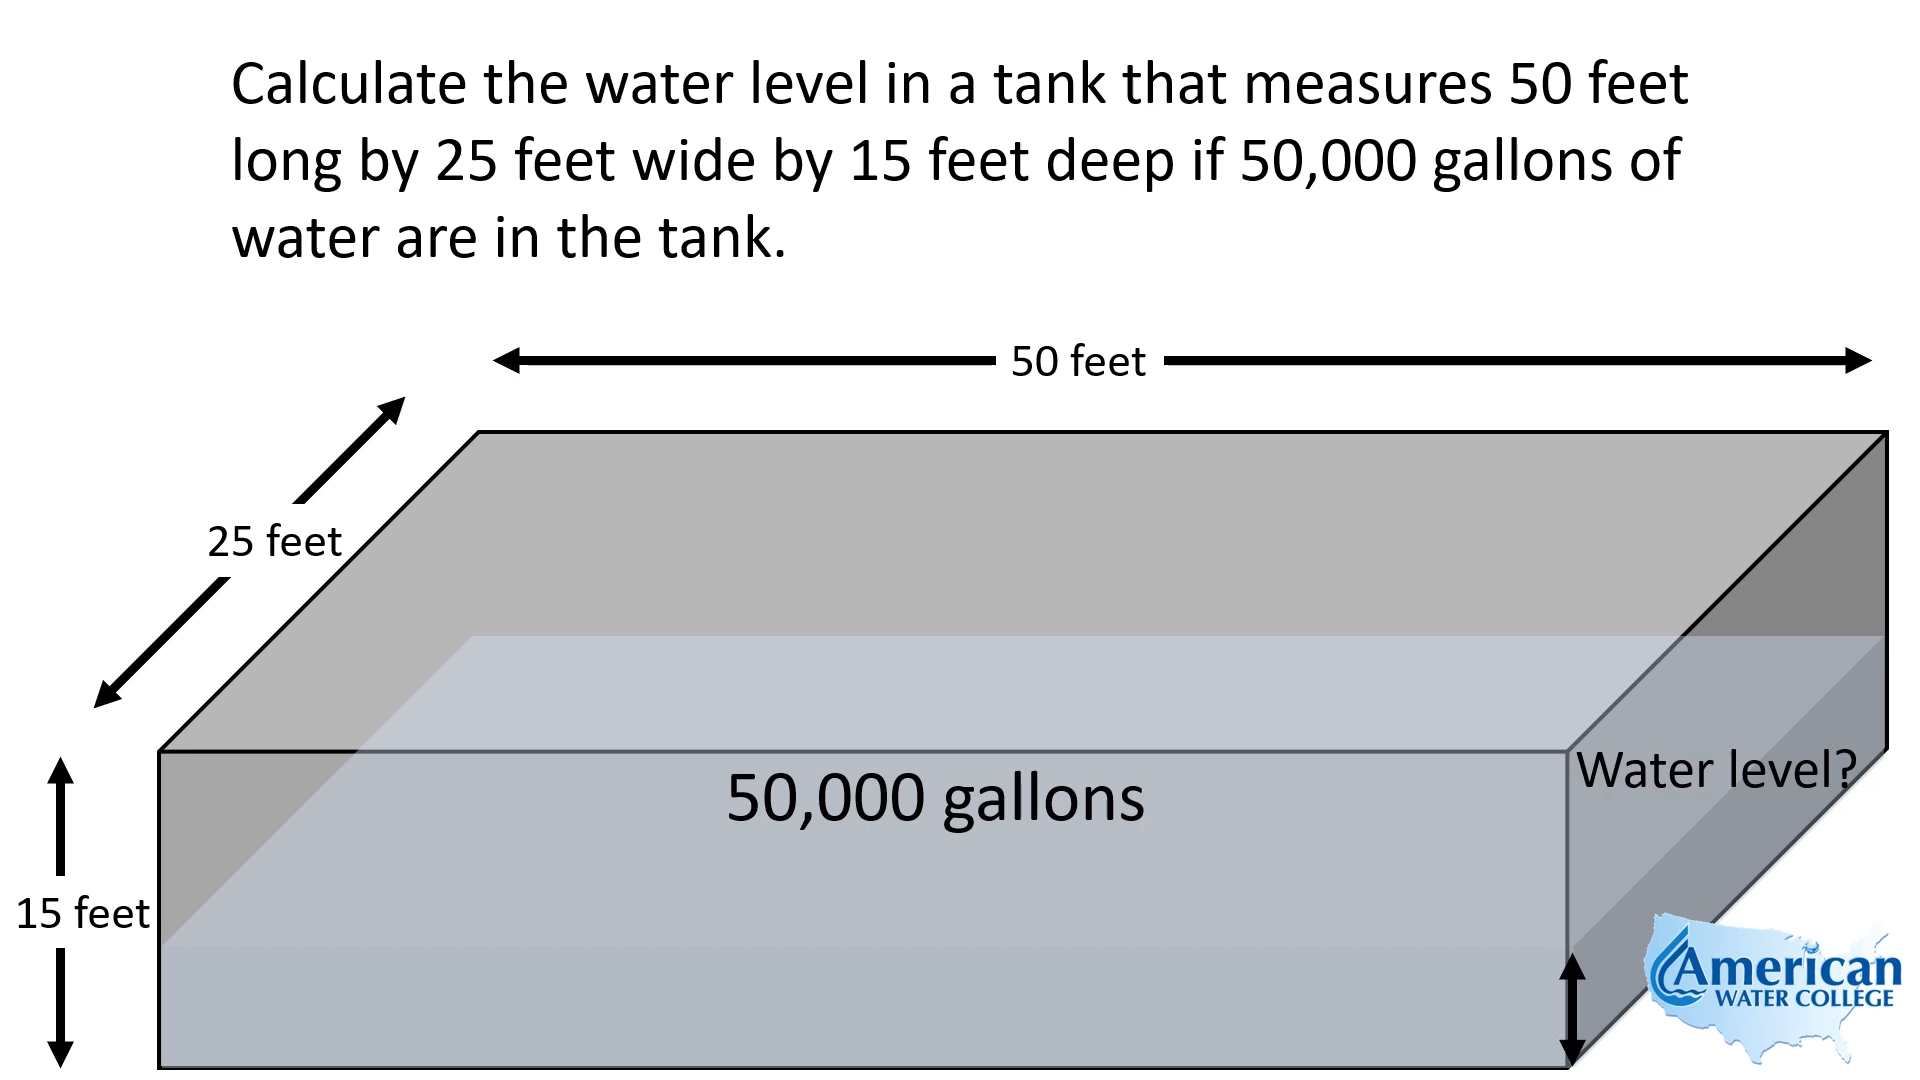 Calculate the water level in a tank that measures 50 feet
long by 25 feet wide by 15 feet deep if 50,000 gallons of
water are in the tank.
50 feet
25 feet
50,000 gallons
Water level?
15 feet
American
WATER COLLEGE